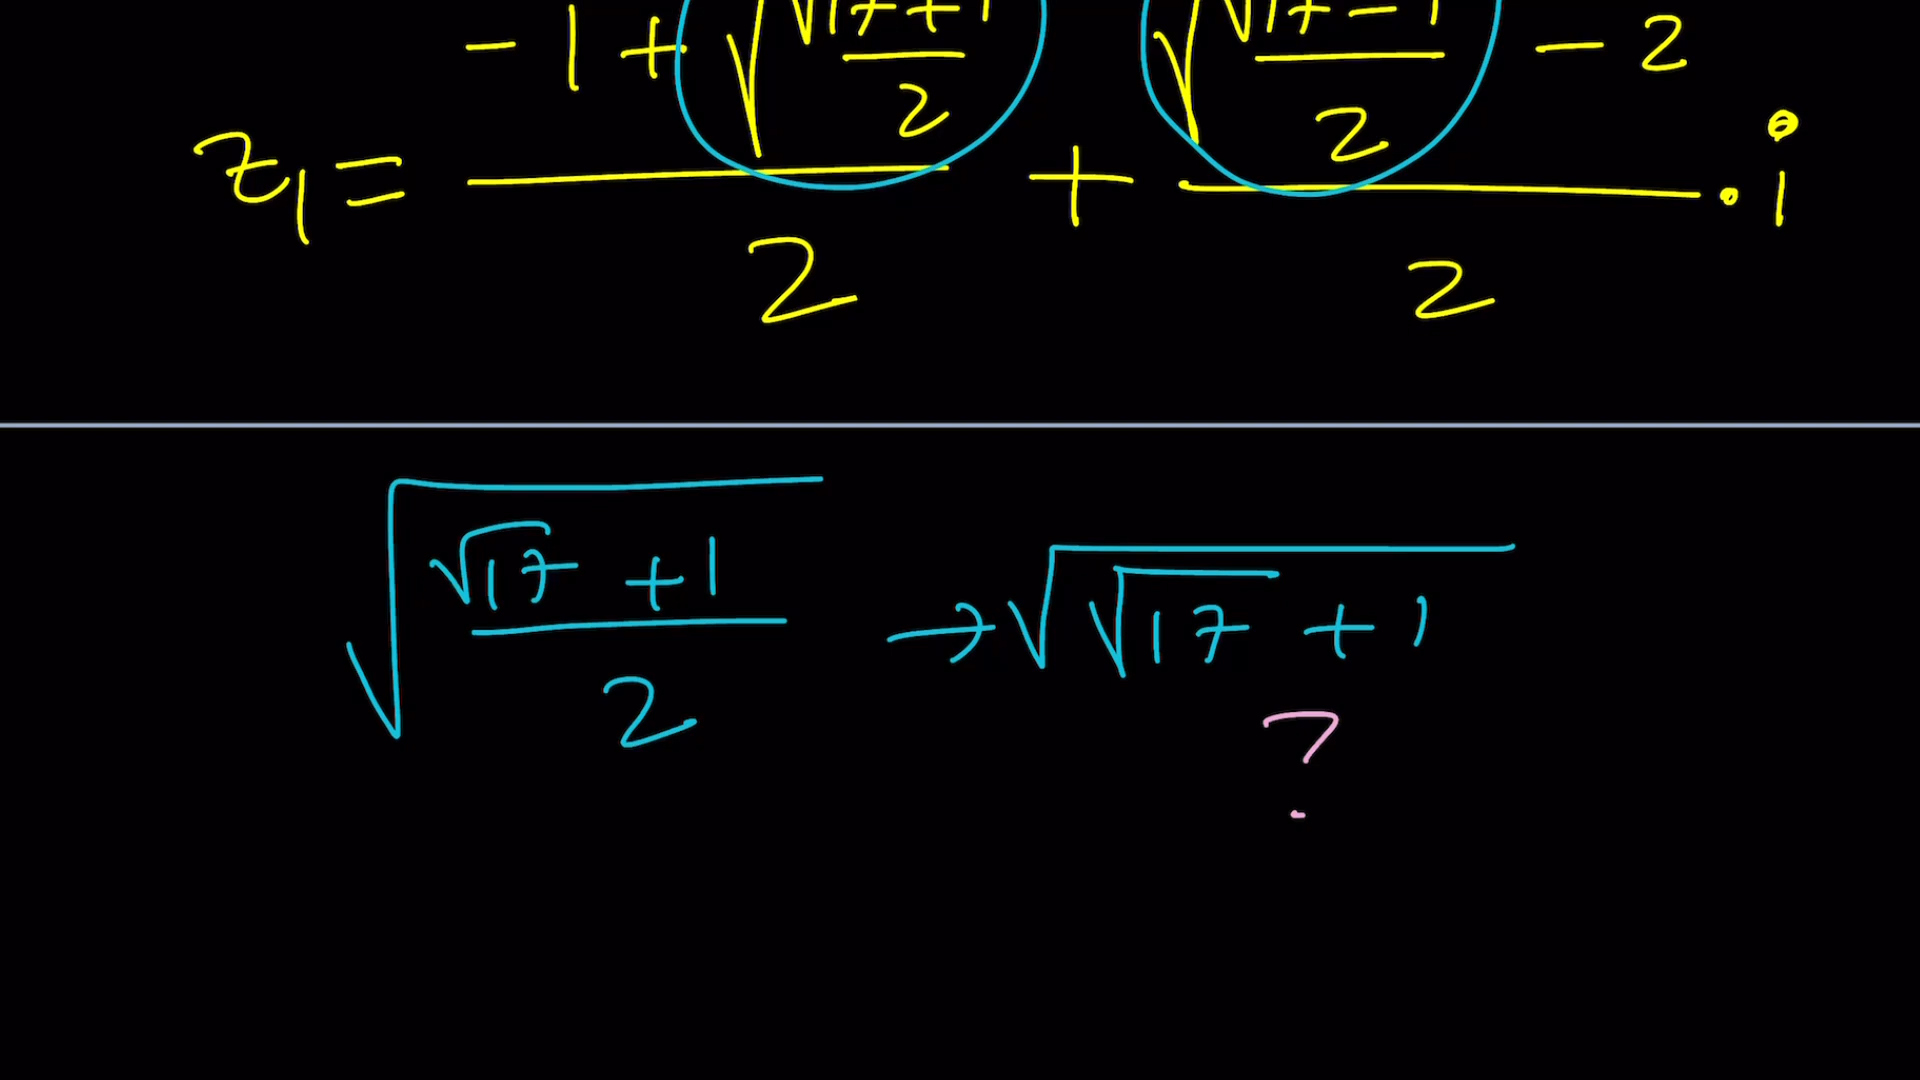 z₁ = (-1 + √((√17 + 1)/2))/2 + (√((√17 - 1)/2) - 2)/2 · i
√((√17 + 1)/2) → √(√17 + 1)
?